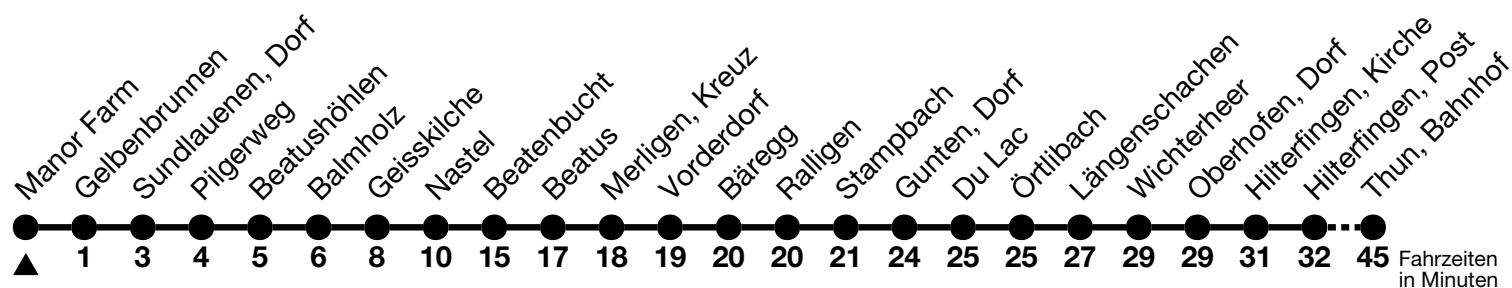 Manor Farm
Gelbenbrunnen
Sundlauenen, Dorf
Pilgerweg
Beatushöhlen
Balmholz
Geisskilche
Nastel
Beatenbucht
Beatus
Merligen, Kreuz
Vorderdorf
Bäregg
Ralligen
Stampbach
Gunten, Dorf
Du Lac
Örtlibach
Längenschachen
Wichterheer
Oberhofen, Dorf
Hilterfingen, Kirche
Hilterfingen, Post
Thun, Bahnhof
1 3 4 5 6 8 10 15 17 18 19 20 20 21 24 25 25 27 29 29 31 32 45 Fahrzeiten
in Minuten